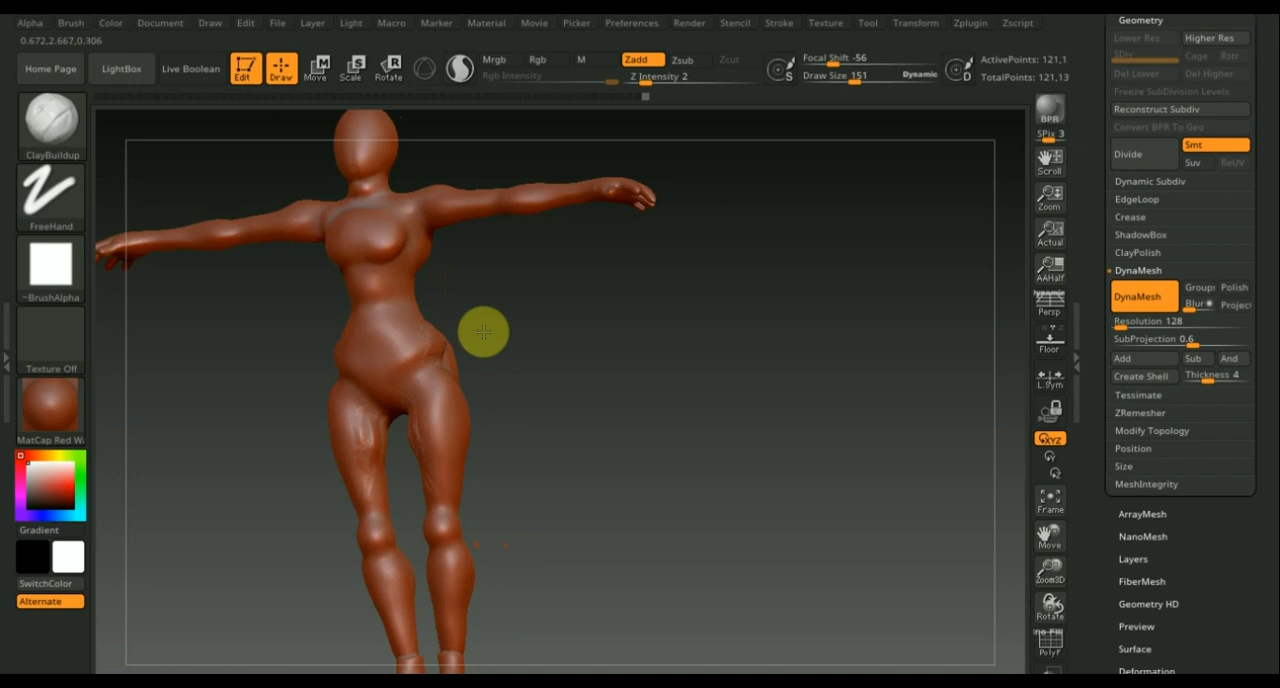 Alpha Brush Color Document Draw Edit File Layer Light Macro Marker Material Movie Picker Preferences Render Stencil Stroke Texture Tool Transform Zplugin Zscript
0.672,2.667,0.306
Home Page LightBox Live Boolean Edit Draw Move Scale Rotate
Mrgb Rgb M Zadd Zsub Zcut
Rgb Intensity Z Intensity 2
S Focal Shift -56
Draw Size 151 Dynamic
D ActivePoints: 121,1
TotalPoints: 121,13
ClayBuildup
FreeHand
~BrushAlpha
Texture Off
MatCap Red W
Gradient
SwitchColor
Alternate
BPR
SPix 3
Scroll
Zoom
Actual
AAHalf
Dynamic
Persp
Floor
L.Sym
XYZ
Y
Z
Frame
Move
Zoom3D
Rotate
Line Fill
PolyF
Geometry
Lower Res Higher Res
SDiv Cage Rstr
Del Lower Del Higher
Freeze SubDivision Levels
Reconstruct Subdiv
Convert BPR To Geo
Divide Smt
Suv ReUV
Dynamic Subdiv
EdgeLoop
Crease
ShadowBox
ClayPolish
DynaMesh
DynaMesh Groups Polish
Blur Project
Resolution 128
SubProjection 0.6
Add Sub And
Create Shell Thickness 4
Tessimate
ZRemesher
Modify Topology
Position
Size
MeshIntegrity
ArrayMesh
NanoMesh
Layers
FiberMesh
Geometry HD
Preview
Surface
Deformation